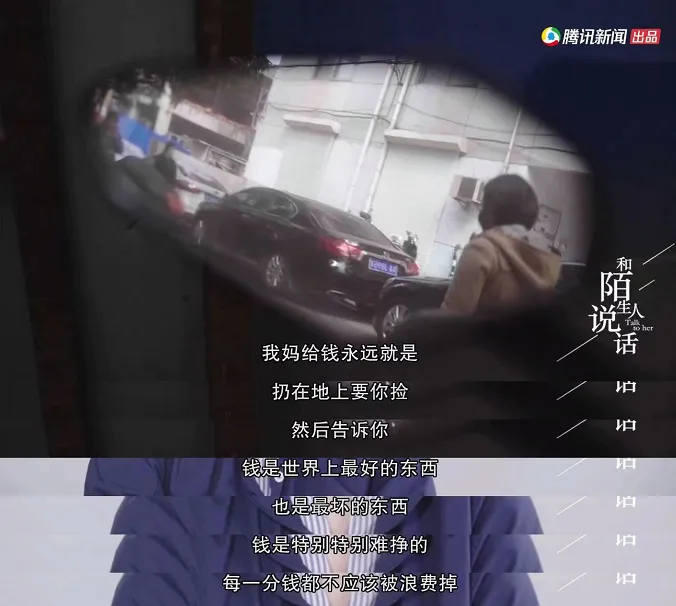 腾讯新闻 出品
和陌生人说话
Talk to her
我妈给钱永远就是
扔在地上要你捡
然后告诉你
钱是世界上最好的东西
也是最坏的东西
钱是特别特别难挣的
每一分钱都不应该被浪费掉